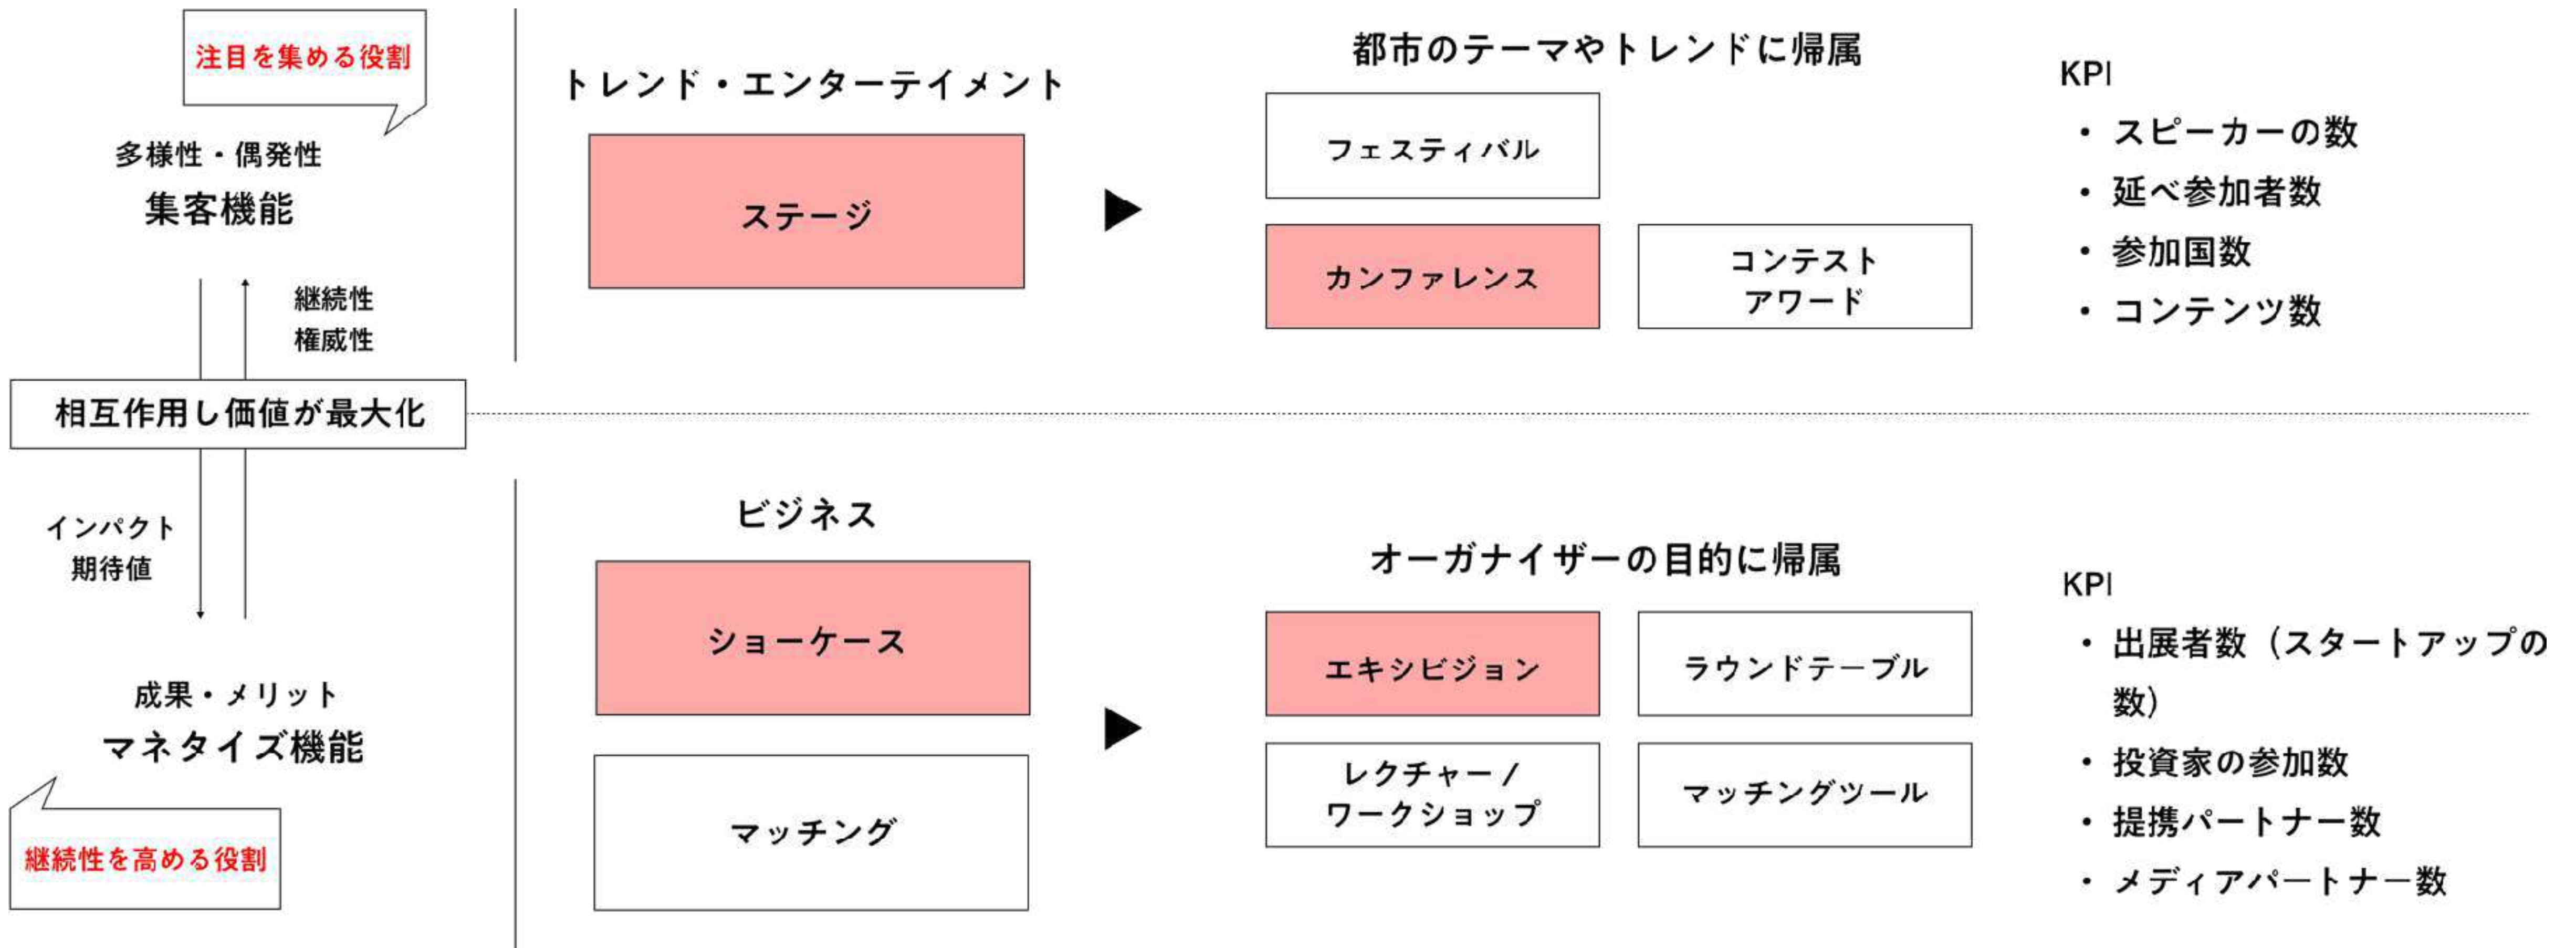 注目を集める役割
多様性・偶発性
集客機能
継続性
権威性
相互作用し価値が最大化
インパクト
期待値
成果・メリット
マネタイズ機能
継続性を高める役割
トレンド・エンターテイメント
ステージ
都市のテーマやトレンドに帰属
フェスティバル
カンファレンス
コンテスト
アワード
KPI
・ スピーカーの数
・ 延べ参加者数
・ 参加国数
・ コンテンツ数
ビジネス
ショーケース
マッチング
オーガナイザーの目的に帰属
エキシビジョン
ラウンドテーブル
レクチャー /
ワークショップ
マッチングツール
KPI
・ 出展者数（スタートアップの
数）
・ 投資家の参加数
・ 提携パートナー数
・ メディアパートナー数